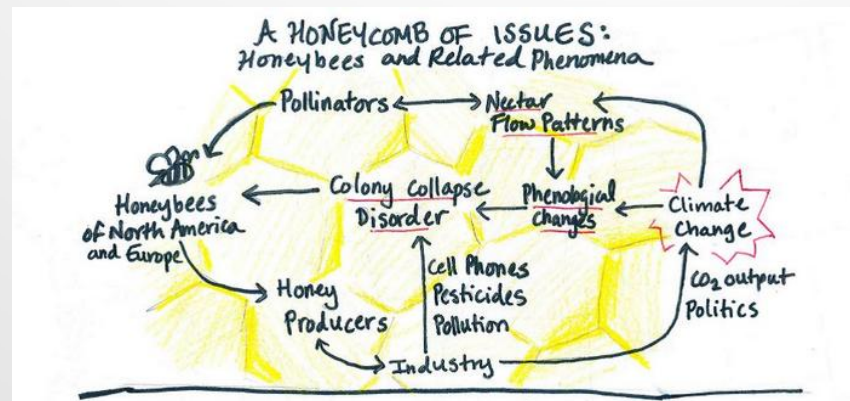 A HONEYCOMB OF ISSUES:
Honeybees and Related Phenomena
Pollinators
Nectar
Flow Patterns
Honeybees
of North America
and Europe
Colony Collapse
Disorder
Phenological
changes
Climate
Change
Cell Phones
Pesticides
Pollution
CO₂ output
Politics
Honey
Producers
Industry